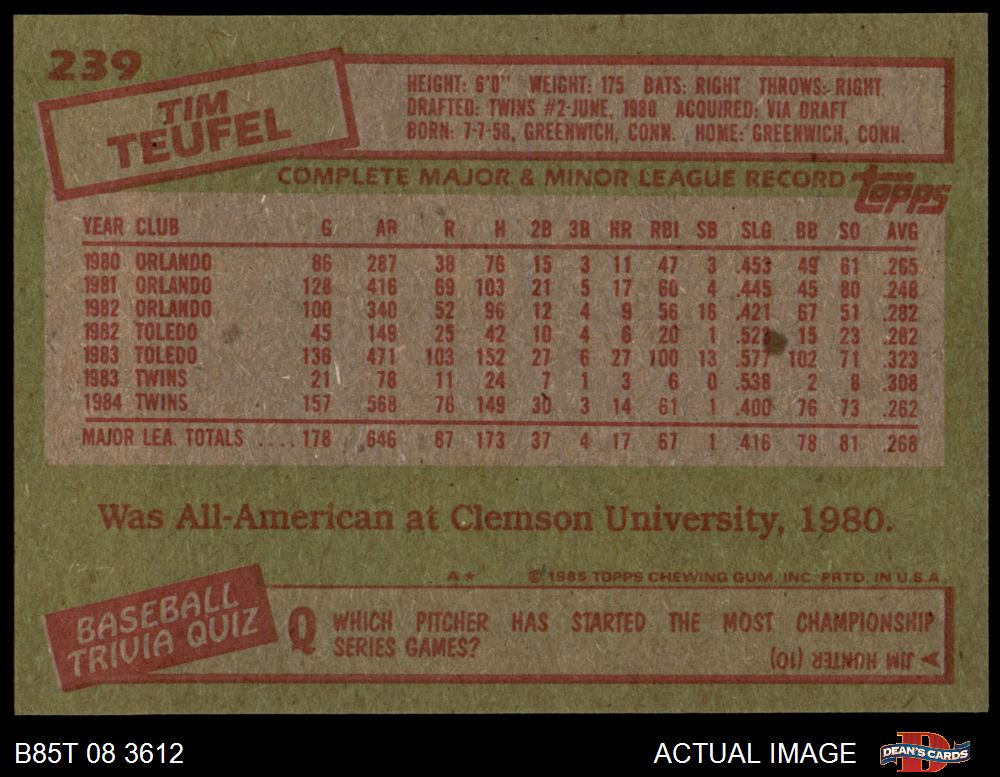 239
TIM
TEUFEL
HEIGHT: 6'0" WEIGHT: 175 BATS: RIGHT THROWS: RIGHT
DRAFTED: TWINS #2-JUNE, 1980 ACQUIRED: VIA DRAFT
BORN: 7-7-58, GREENWICH, CONN. HOME: GREENWICH, CONN.
COMPLETE MAJOR & MINOR LEAGUE RECORD topps
YEAR CLUB G AB R H 2B 3B HR RBI SB SLG BB SO AVG
1980 ORLANDO 86 287 38 76 15 3 11 47 3 .453 49 61 .265
1981 ORLANDO 128 416 69 103 21 5 17 60 4 .445 45 80 .248
1982 ORLANDO 100 340 52 96 12 4 9 56 16 .421 67 51 .282
1982 TOLEDO 45 149 25 42 10 4 6 20 1 .523 15 23 .282
1983 TOLEDO 136 471 103 152 27 6 27 100 13 .577 102 71 .323
1983 TWINS 21 78 11 24 7 1 3 6 0 .538 2 8 .308
1984 TWINS 157 568 76 149 30 3 14 61 1 .400 76 73 .262
MAJOR LEA. TOTALS .... 178 646 87 173 37 4 17 67 1 .416 78 81 .268
Was All-American at Clemson University, 1980.
A* © 1985 TOPPS CHEWING GUM, INC. PRTD. IN U.S.A.
BASEBALL
TRIVIA QUIZ
Q WHICH PITCHER HAS STARTED THE MOST CHAMPIONSHIP
SERIES GAMES?
A JIM HUNTER (10)
B85T 08 3612
ACTUAL IMAGE
D
DEAN'S CARDS